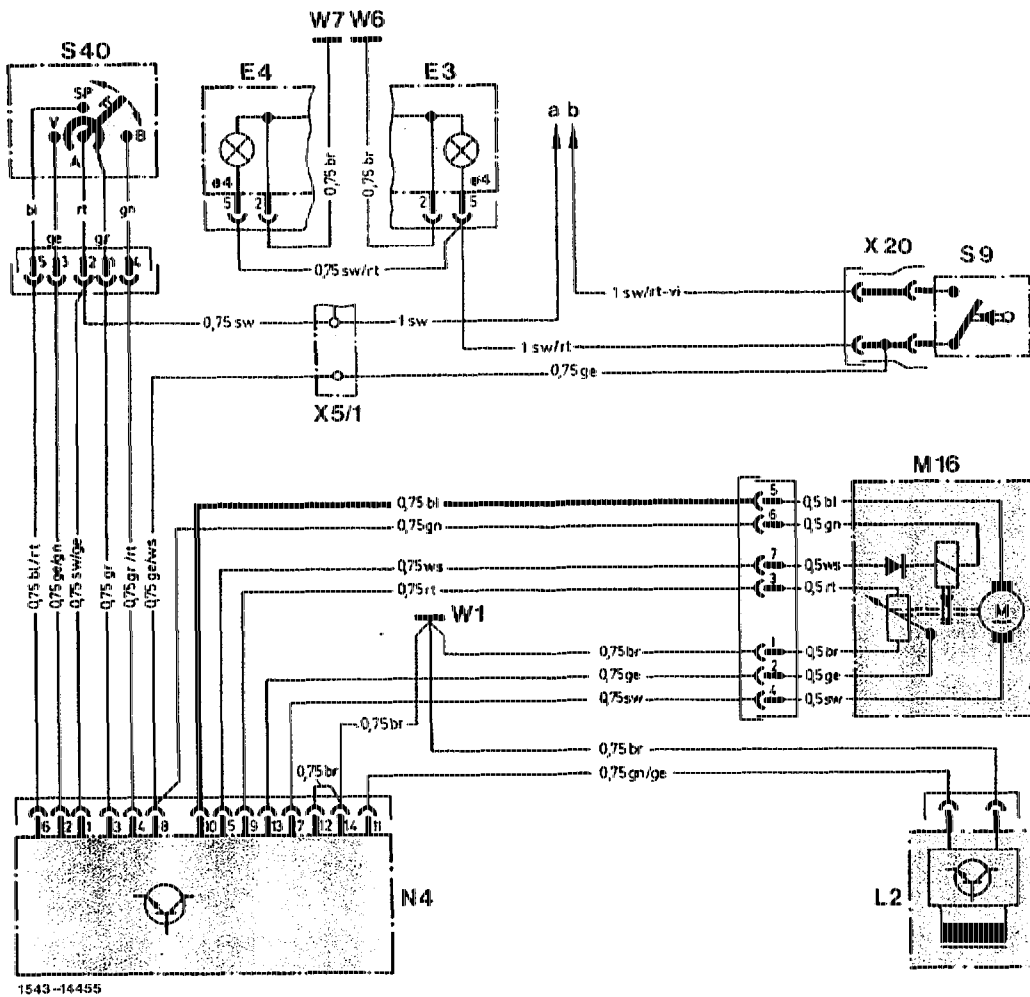 W7 W6
S40
E4
E3
SP
V
A
B
a b
e4
e4
5
2
2
5
0,75 br
0,75 br
bl
rt
gn
ge
gr
5
3
2
1
4
0,75 sw/rt
X 20
S9
1 sw/rt-vi
0,75 sw
1 sw
1 sw/rt
0,75 ge
X5/1
M16
0,75 bl
5
0,5 bl
0,75 gn
6
0,5 gn
0,75 ws
7
0,5 ws
0,75 rt
3
0,5 rt
0,75 bl/rt
0,75 ge/gn
0,75 sw/ge
0,75 gr
0,75 gr/rt
0,75 ge/ws
W1
M
0,75 br
1
0,5 br
0,75 ge
2
0,5 ge
0,75 sw
4
0,5 sw
0,75 br
0,75 br
0,75 br
0,75 gn/ge
6
2
1
3
4
8
10
5
9
13
7
12
14
11
N4
L2
1543-14455